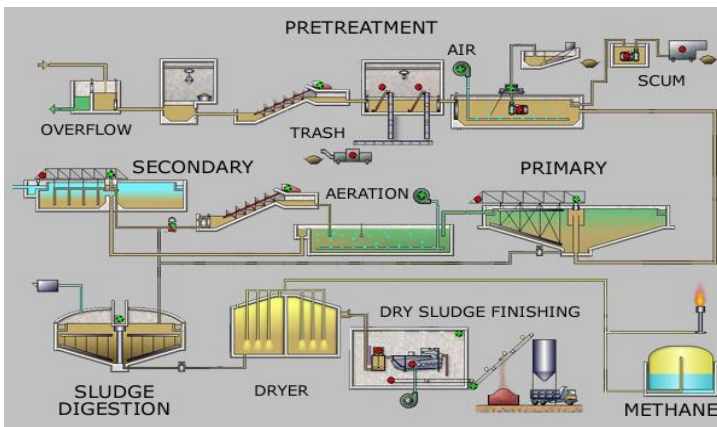 PRETREATMENT
AIR
SCUM
OVERFLOW
TRASH
SECONDARY
PRIMARY
AERATION
DRY SLUDGE FINISHING
SLUDGE
DIGESTION
DRYER
METHANE